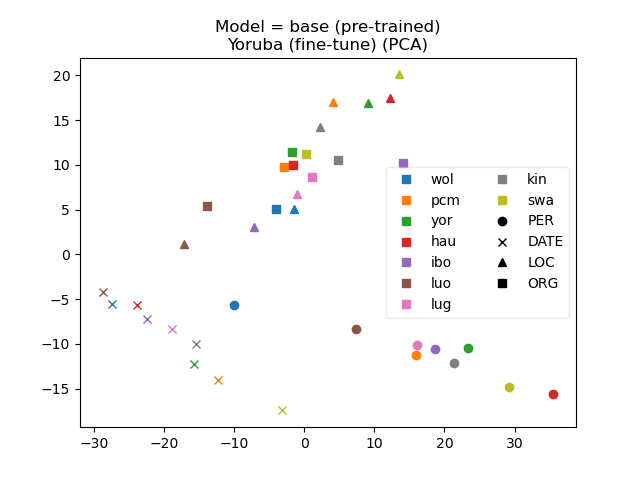 Model = base (pre-trained)
Yoruba (fine-tune) (PCA)
20
15
10
5
0
−5
−10
−15
wol
pcm
yor
hau
ibo
luo
lug
kin
swa
PER
DATE
LOC
ORG
−30
−20
−10
0
10
20
30